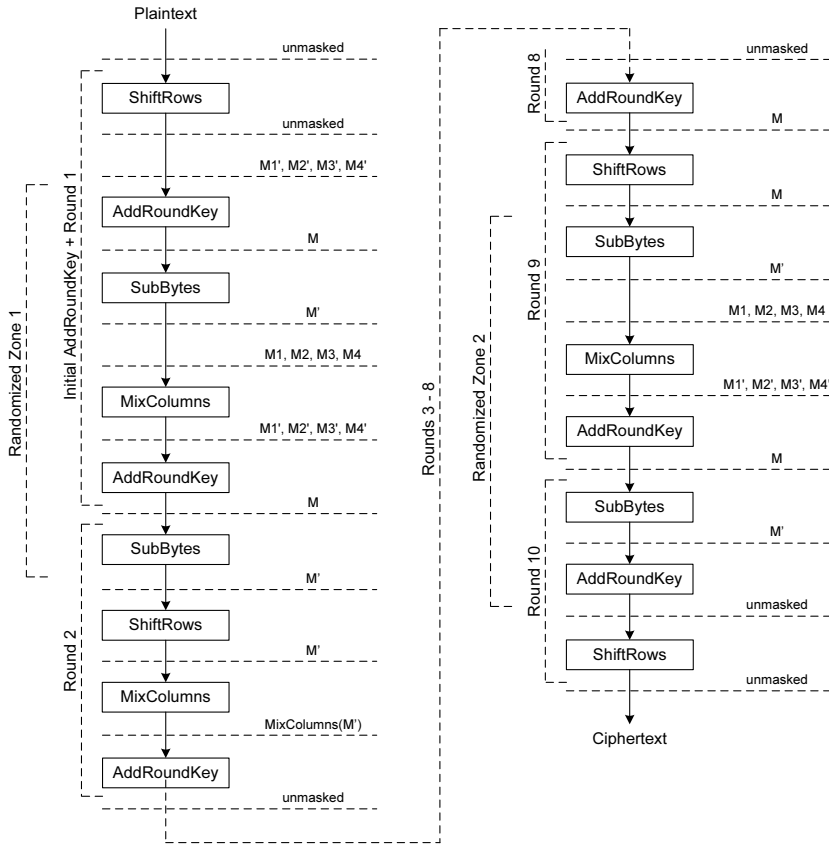 Plaintext
unmasked
ShiftRows
unmasked
M1', M2', M3', M4'
AddRoundKey
M
SubBytes
M’
M1, M2, M3, M4
MixColumns
M1', M2', M3', M4'
AddRoundKey
M
SubBytes
M’
ShiftRows
M’
MixColumns
MixColumns(M’)
AddRoundKey
unmasked
Randomized Zone 1
Initial AddRoundKey + Round 1
Round 2
Rounds 3 - 8
unmasked
AddRoundKey
M
ShiftRows
M
SubBytes
M’
M1, M2, M3, M4
MixColumns
M1', M2', M3', M4'
AddRoundKey
M
SubBytes
M’
AddRoundKey
unmasked
ShiftRows
unmasked
Ciphertext
Round 8
Round 9
Randomized Zone 2
Round 10